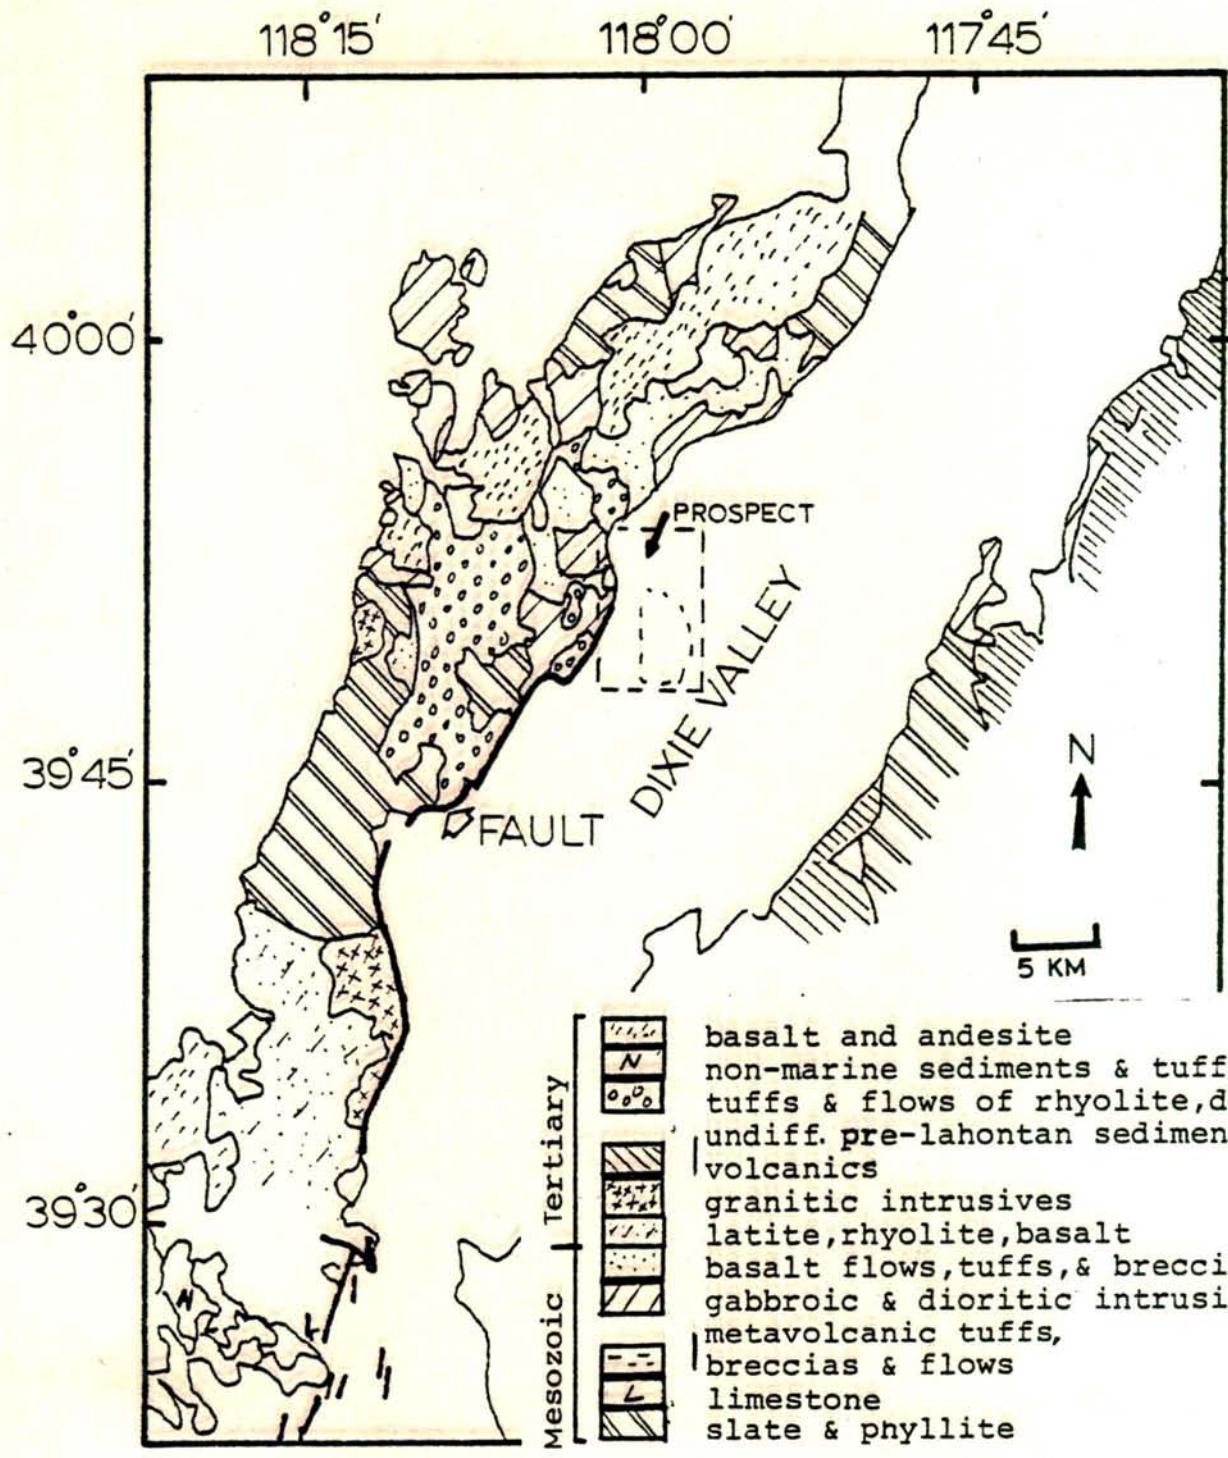 118°15' 118°00' 117°45'
40°00'
PROSPECT
DIXIE VALLEY
39°45'
FAULT
N
5 KM
39°30'
N
L
Tertiary
Mesozoic
basalt and andesite
N non-marine sediments & tuff
tuffs & flows of rhyolite,d
undiff. pre-lahontan sedimen
volcanics
granitic intrusives
latite,rhyolite,basalt
basalt flows,tuffs,& brecci
gabbroic & dioritic intrusi
metavolcanic tuffs,
breccias & flows
L limestone
slate & phyllite